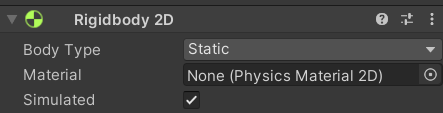 Rigidbody 2D
Body Type Static
Material None (Physics Material 2D)
Simulated